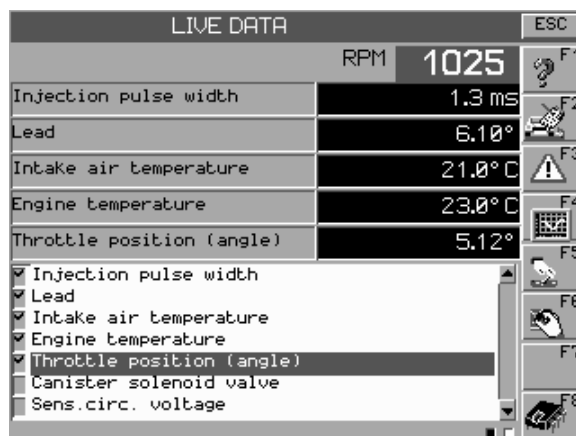 LIVE DATA ESC
RPM 1025 F1
Injection pulse width 1.3 ms
F2
Lead 6.10°
F3
Intake air temperature 21.0°C
Engine temperature 23.0°C F4
Throttle position (angle) 5.12°
F5
Injection pulse width
Lead
Intake air temperature F6
Engine temperature
Throttle position (angle) F7
Canister solenoid valve
Sens.circ. voltage F8